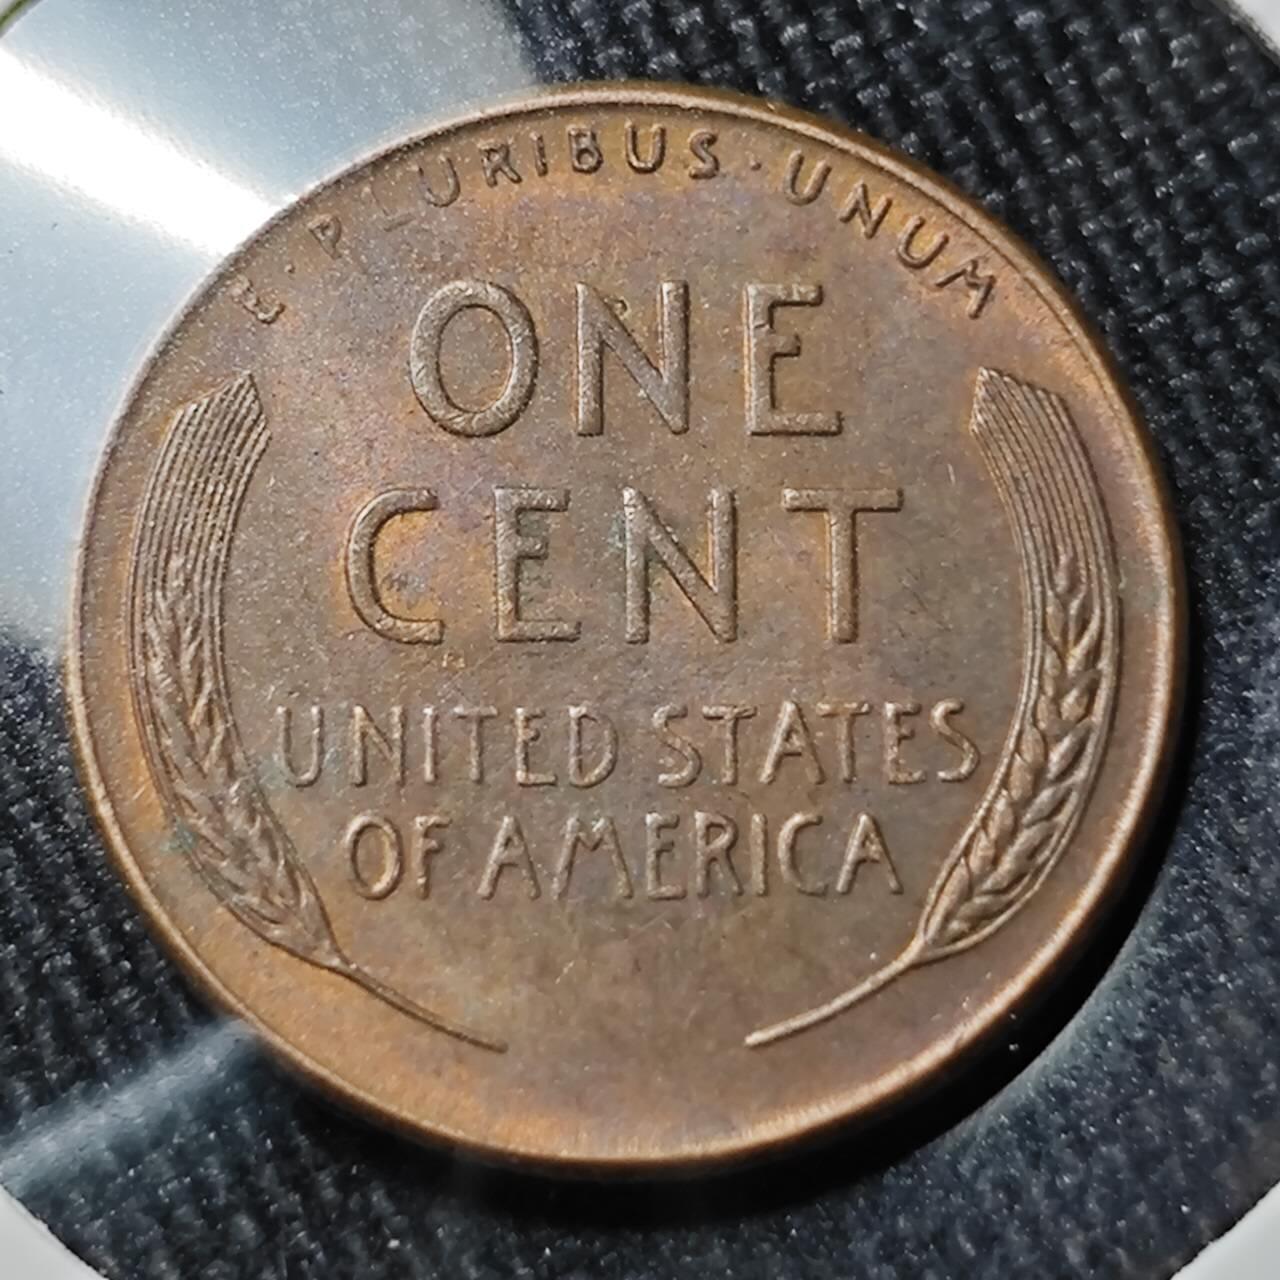 E·PLURIBUS·UNUM
ONE
CENT
UNITED STATES
OF AMERICA